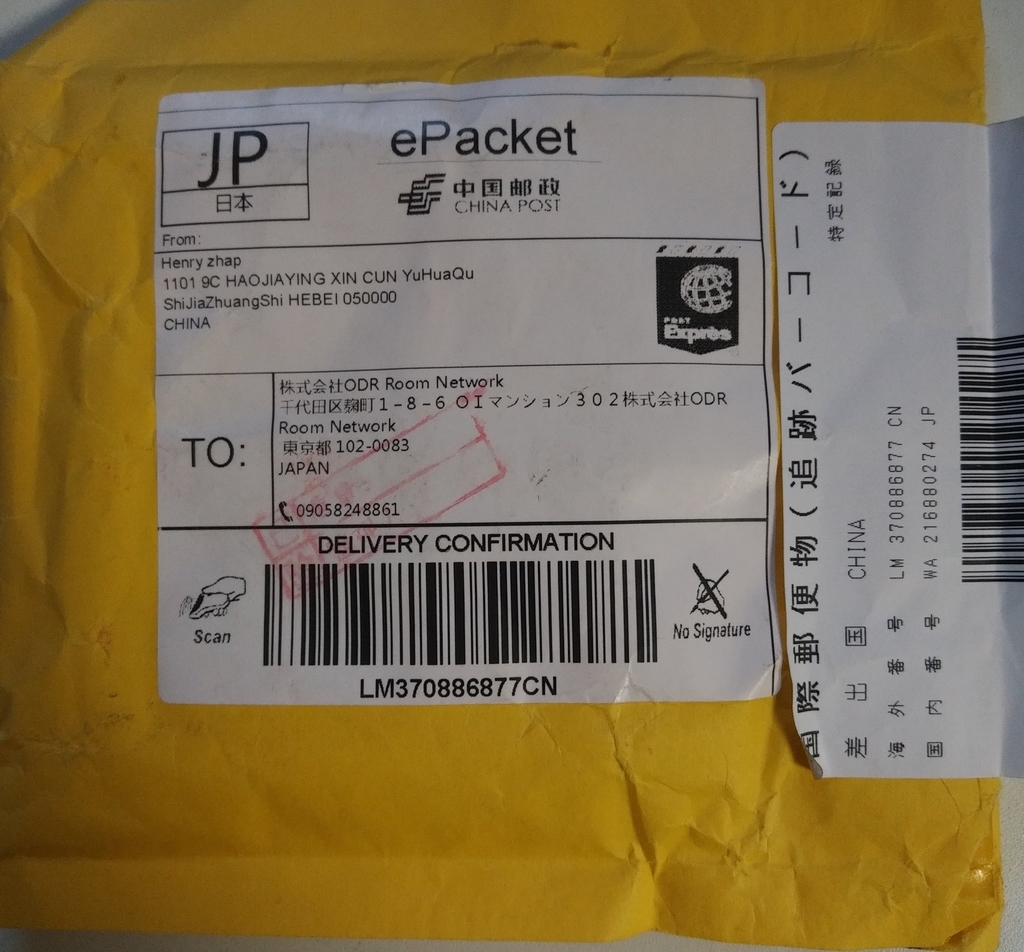 JP
日本
ePacket
中国邮政
CHINA POST
From:
Henry zhap
1101 9C HAOJIAYING XIN CUN YuHuaQu
ShiJiaZhuangShi HEBEI 050000
CHINA
POST
Expres
TO:
株式会社ODR Room Network
千代田区麹町１－８－６ ＯＩマンション３０２株式会社ODR
Room Network
東京都 102-0083
JAPAN
09058248861
DELIVERY CONFIRMATION
Scan
No Signature
LM370886877CN
国際郵便物(追跡バーコード)
特定記録
差出国 CHINA
海外番号 LM 370886877 CN
国内番号 WA 216880274 JP